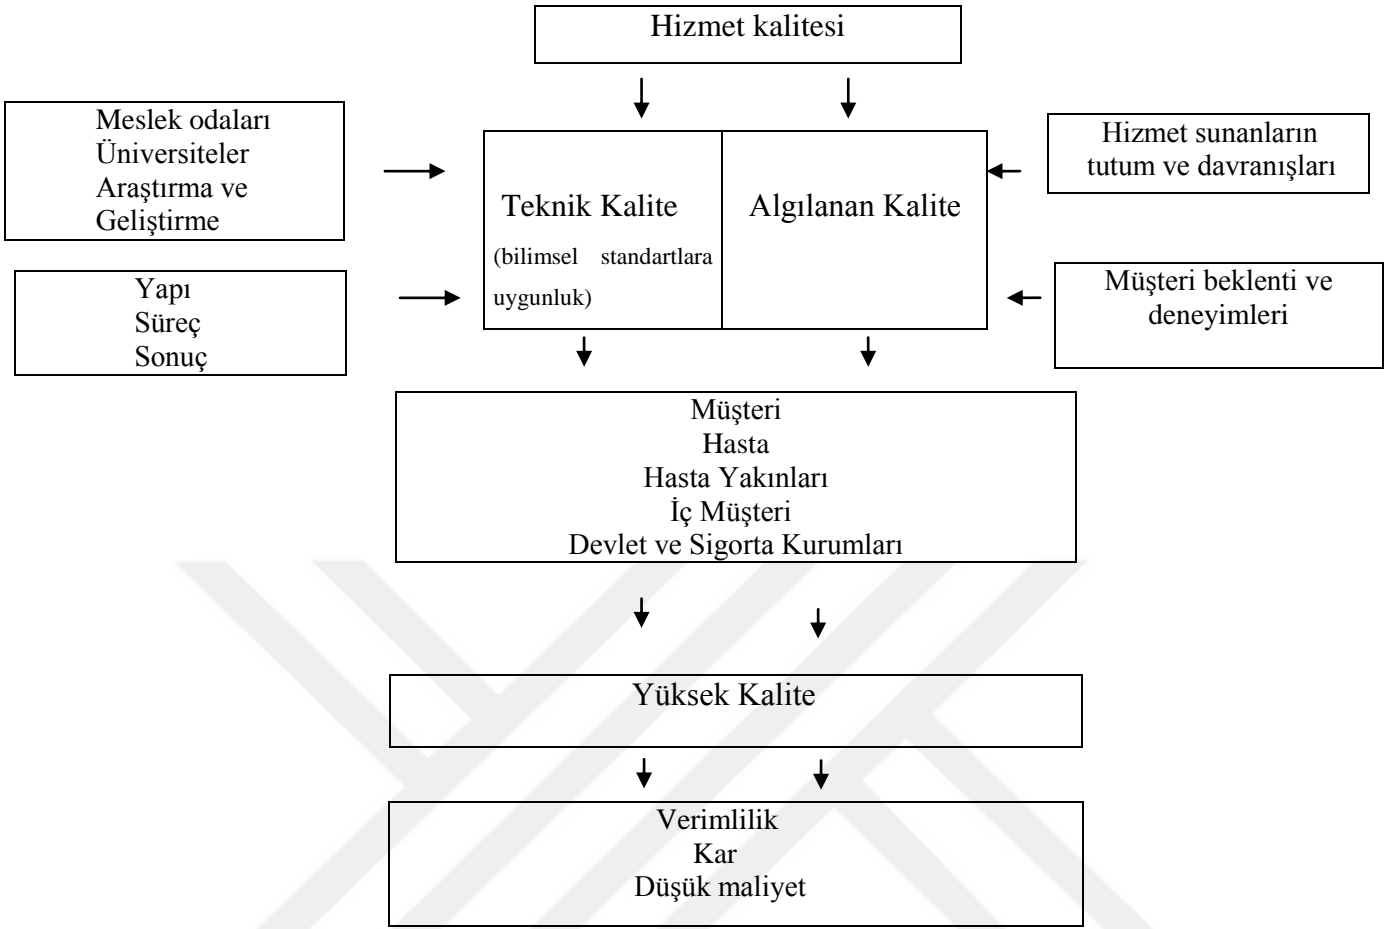 Hizmet kalitesi
Meslek odaları
Üniversiteler
Araştırma ve
Geliştirme
Yapı
Süreç
Sonuç
Teknik Kalite
(bilimsel standartlara
uygunluk)
Algılanan Kalite
Hizmet sunanların
tutum ve davranışları
Müşteri beklenti ve
deneyimleri
Müşteri
Hasta
Hasta Yakınları
İç Müşteri
Devlet ve Sigorta Kurumları
Yüksek Kalite
Verimlilik
Kar
Düşük maliyet